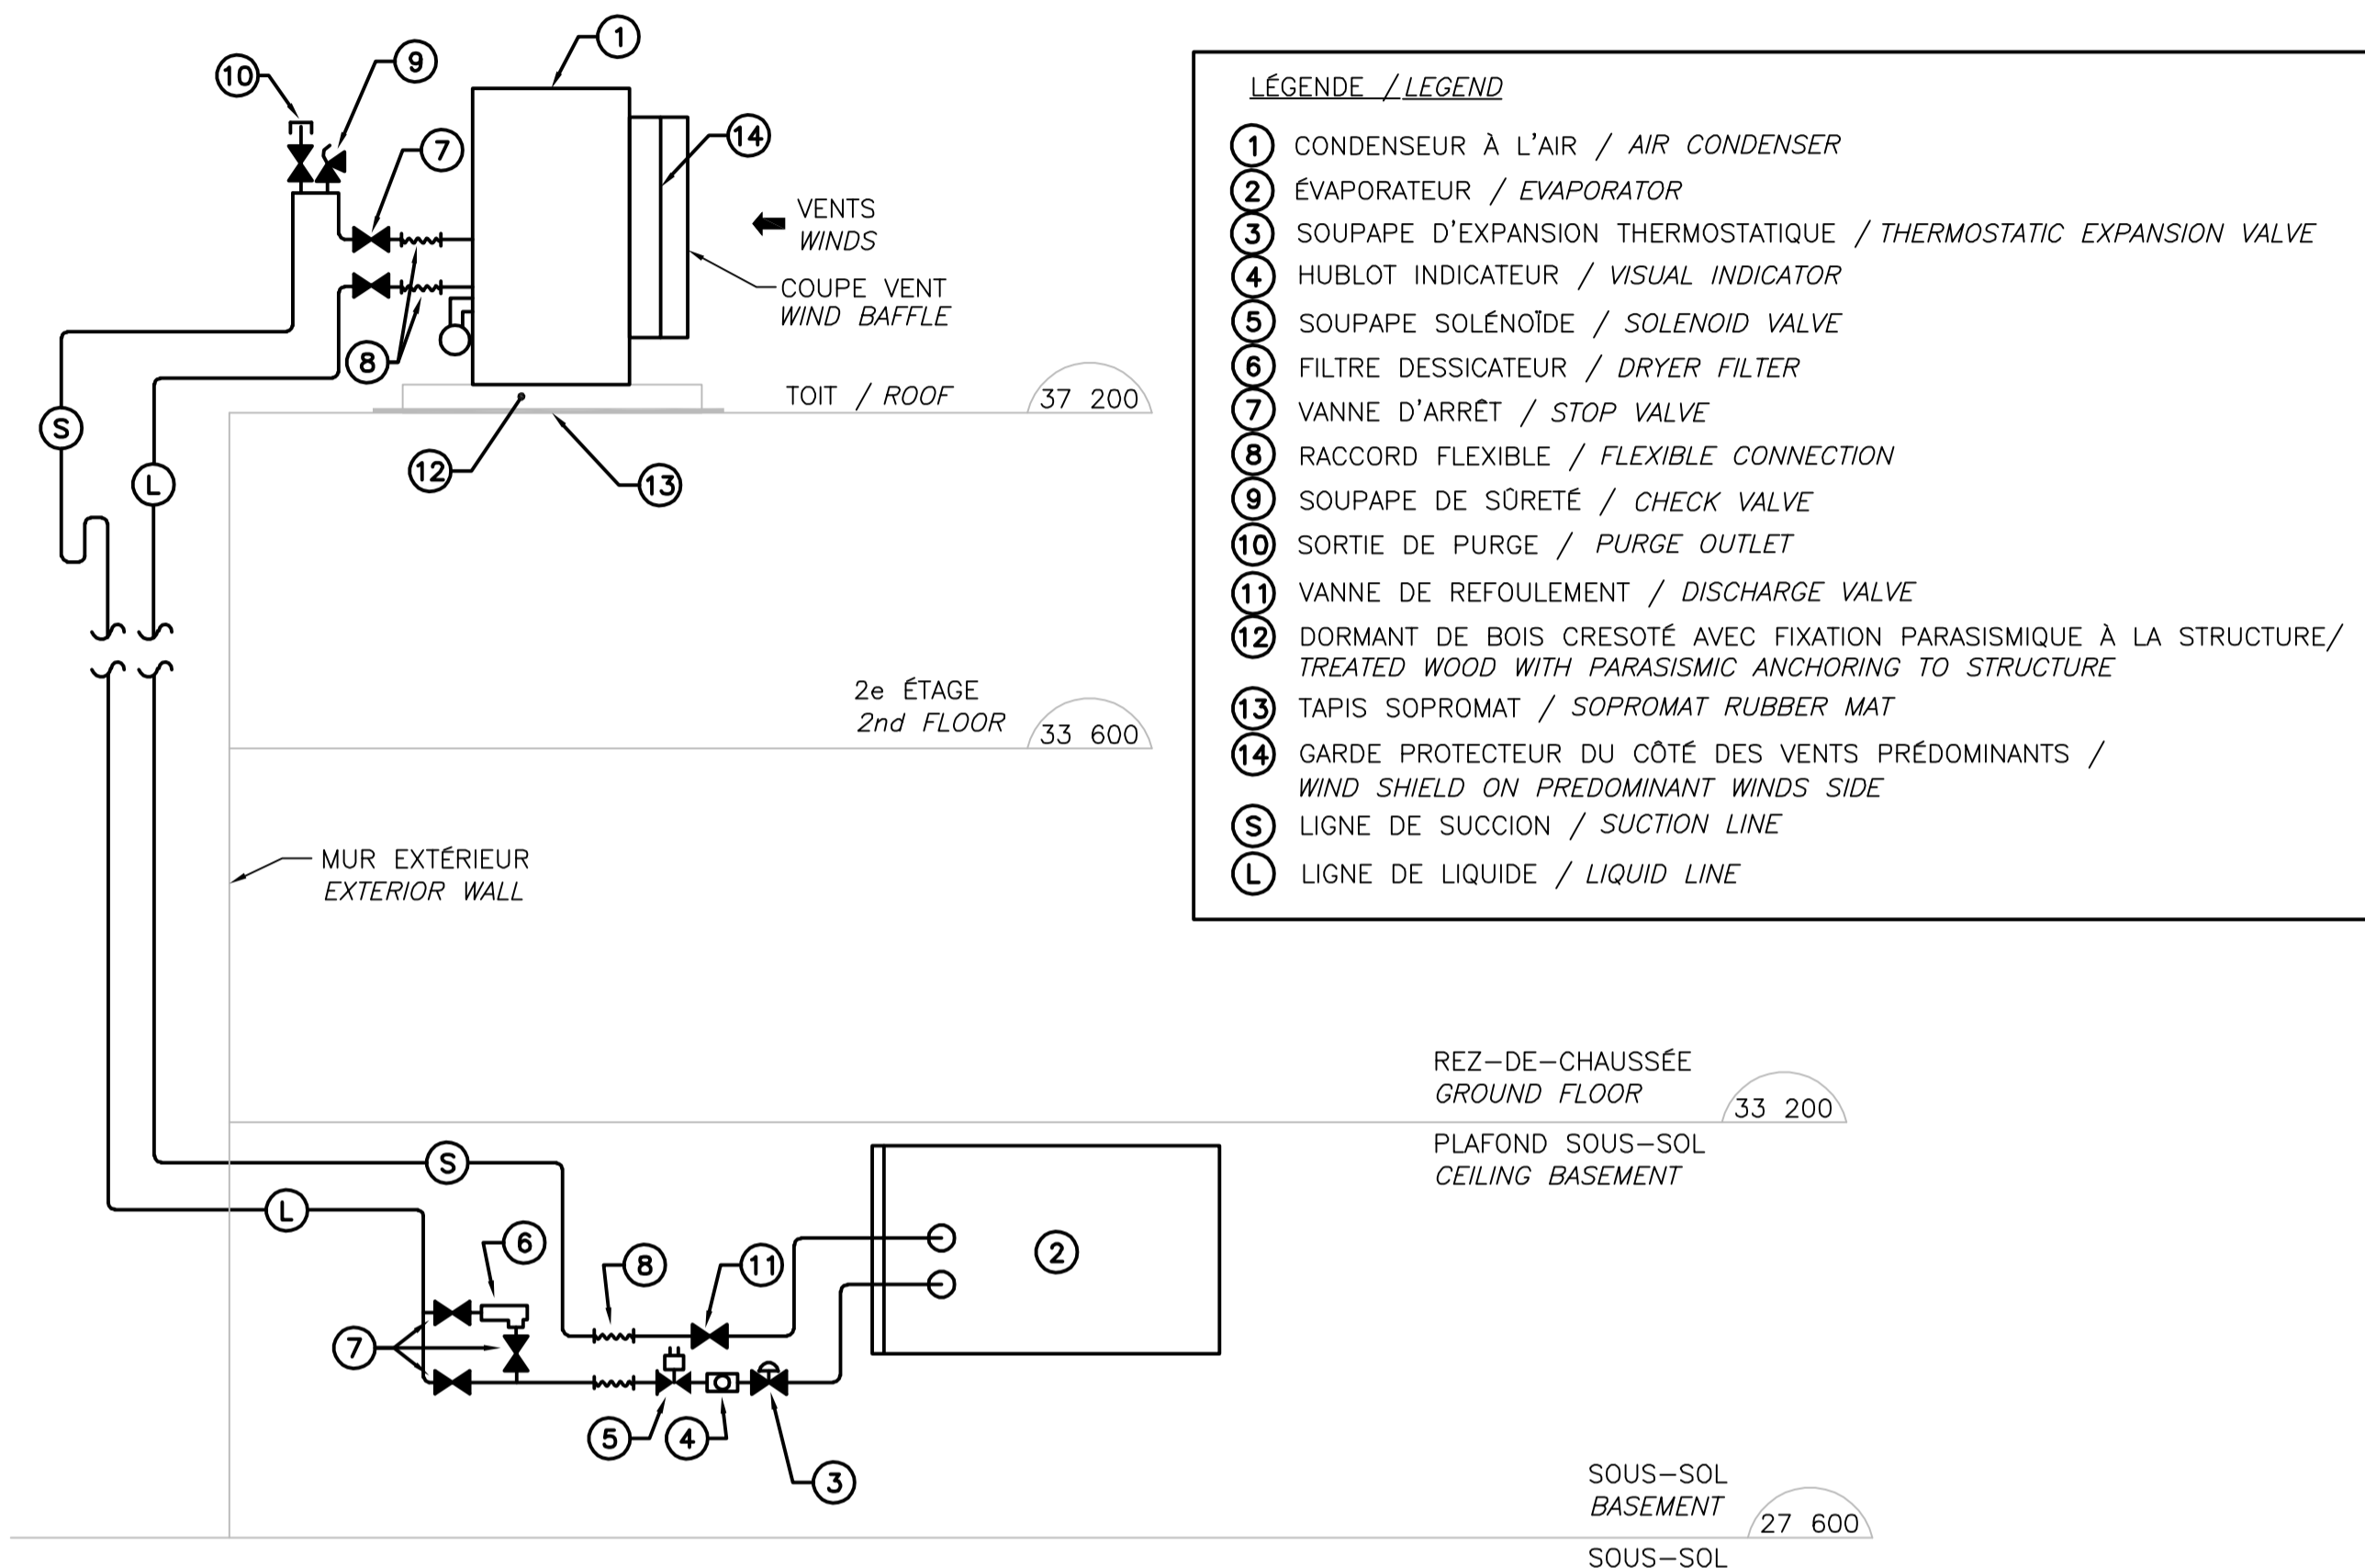 1
9
10
7
14
VENTS
WINDS
COUPE VENT
WIND BAFFLE
8
TOIT / ROOF
37 200
S
12
13
L
2e ÉTAGE
2nd FLOOR
33 600
MUR EXTÉRIEUR
EXTERIOR WALL
LÉGENDE / LEGEND
1 CONDENSEUR À L'AIR / AIR CONDENSER
2 ÉVAPORATEUR / EVAPORATOR
3 SOUPAPE D'EXPANSION THERMOSTATIQUE / THERMOSTATIC EXPANSION VALVE
4 HUBLOT INDICATEUR / VISUAL INDICATOR
5 SOUPAPE SOLÉNOÏDE / SOLENOID VALVE
6 FILTRE DESSICATEUR / DRYER FILTER
7 VANNE D'ARRÊT / STOP VALVE
8 RACCORD FLEXIBLE / FLEXIBLE CONNECTION
9 SOUPAPE DE SÛRETÉ / CHECK VALVE
10 SORTIE DE PURGE / PURGE OUTLET
11 VANNE DE REFOULEMENT / DISCHARGE VALVE
12 DORMANT DE BOIS CRESOTÉ AVEC FIXATION PARASISMIQUE À LA STRUCTURE/
TREATED WOOD WITH PARASISMIC ANCHORING TO STRUCTURE
13 TAPIS SOPROMAT / SOPROMAT RUBBER MAT
14 GARDE PROTECTEUR DU CÔTÉ DES VENTS PRÉDOMINANTS /
WIND SHIELD ON PREDOMINANT WINDS SIDE
S LIGNE DE SUCCION / SUCTION LINE
L LIGNE DE LIQUIDE / LIQUID LINE
REZ-DE-CHAUSSÉE
GROUND FLOOR
33 200
PLAFOND SOUS-SOL
CEILING BASEMENT
S
L
6
8
11
2
7
5
4
3
SOUS-SOL
BASEMENT
27 600
SOUS-SOL